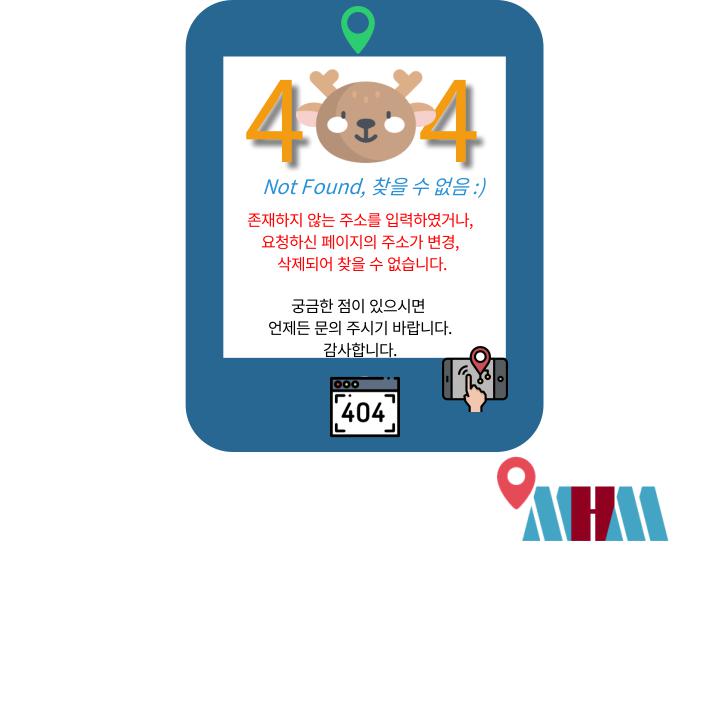 4 4
Not Found, 찾을 수 없음 :)
존재하지 않는 주소를 입력하였거나,
요청하신 페이지의 주소가 변경,
삭제되어 찾을 수 없습니다.
궁금한 점이 있으시면
언제든 문의 주시기 바랍니다.
감사합니다.
404
MHM